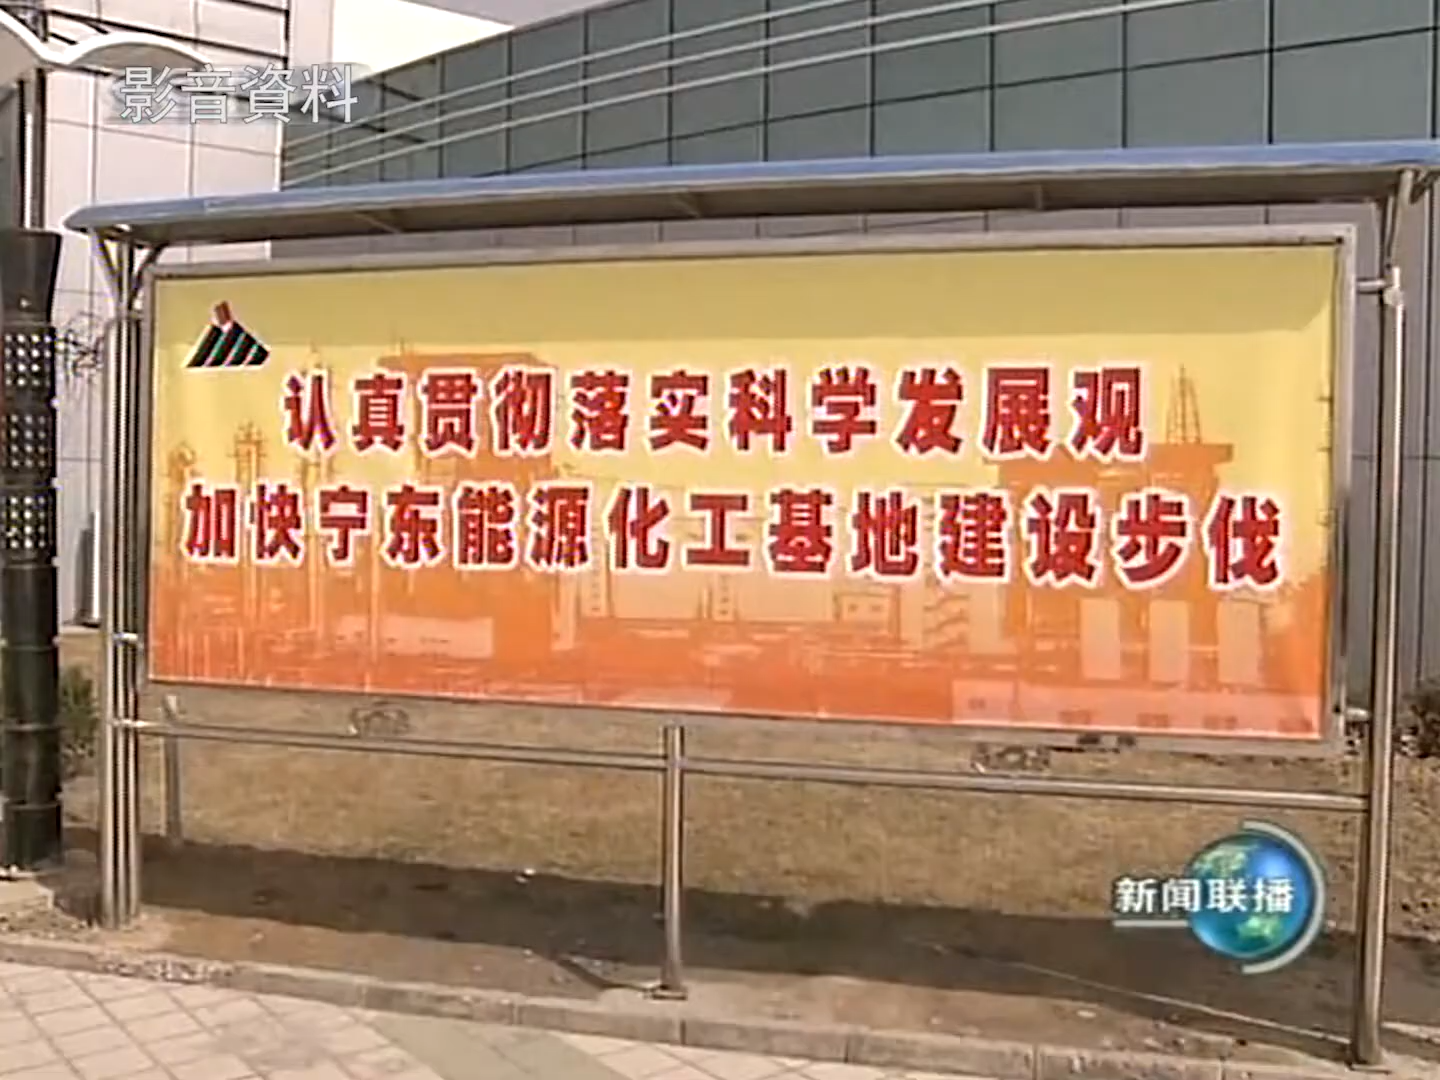 影音資料
认真贯彻落实科学发展观
加快宁东能源化工基地建设步伐
新闻联播